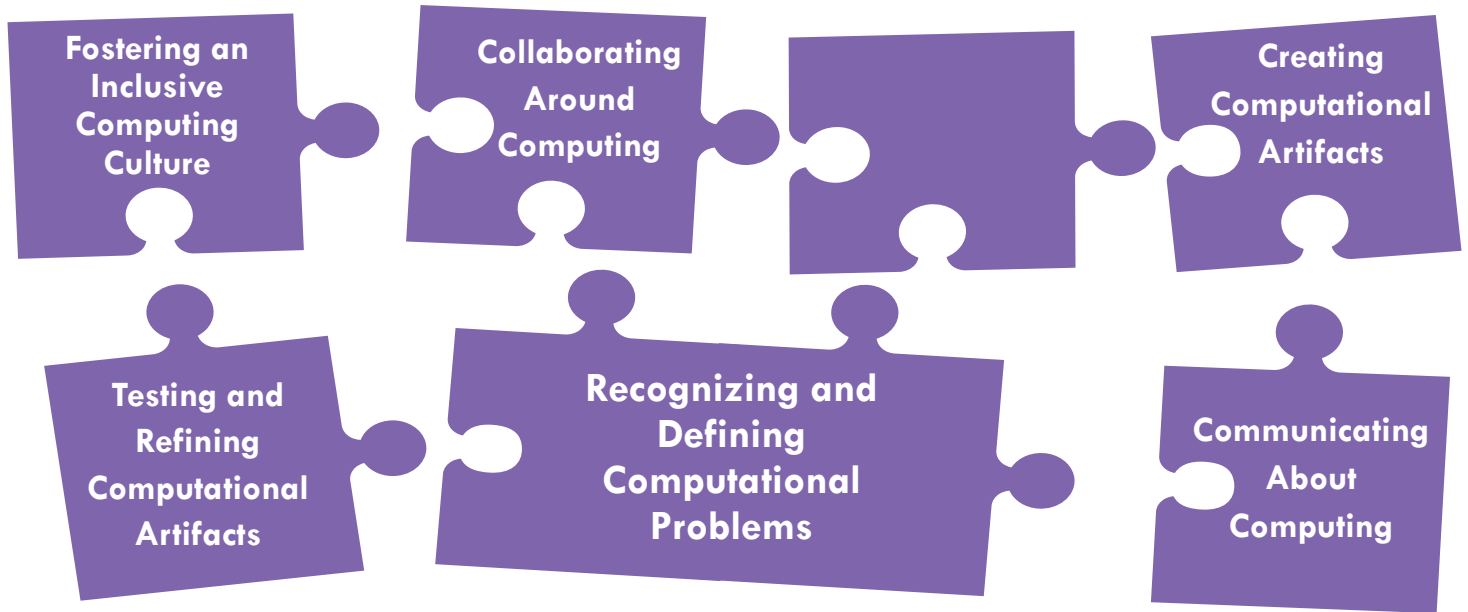 Fostering an
Inclusive
Computing
Culture
Collaborating
Around
Computing
Creating
Computational
Artifacts
Testing and
Refining
Computational
Artifacts
Recognizing and
Defining
Computational
Problems
Communicating
About
Computing